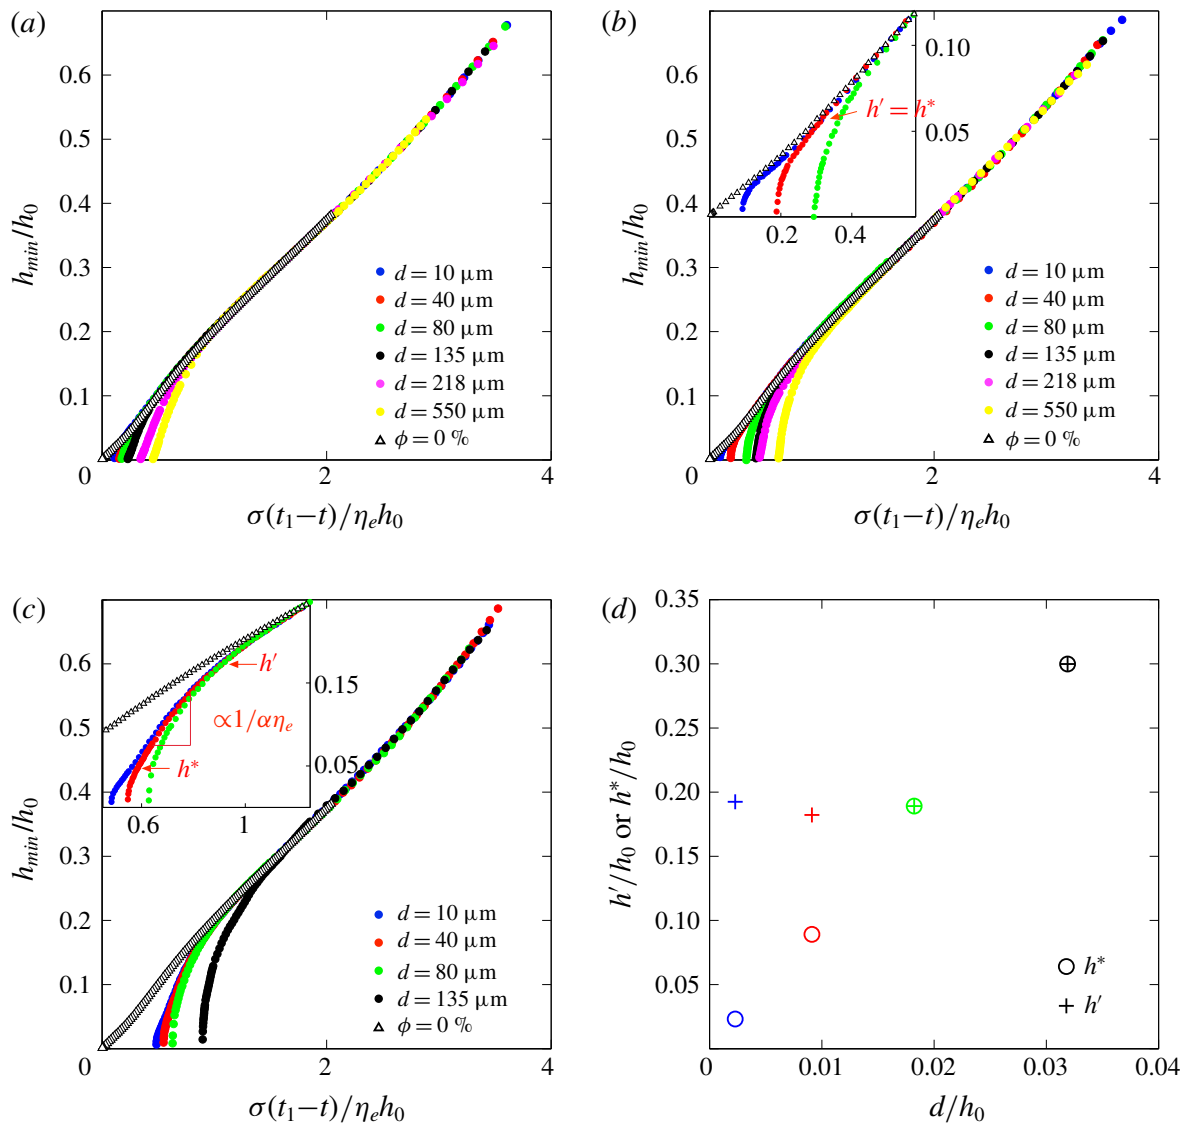 (a)
0.6
0.5
0.4
0.3
0.2
0.1
0
2
4
h_min/h_0
σ(t_1−t)/η_e h_0
d = 10 μm
d = 40 μm
d = 80 μm
d = 135 μm
d = 218 μm
d = 550 μm
ϕ = 0 %
(b)
0.6
0.5
0.4
0.3
0.2
0.1
0
2
4
h_min/h_0
σ(t_1−t)/η_e h_0
0.10
0.05
0.2
0.4
h′ = h*
d = 10 μm
d = 40 μm
d = 80 μm
d = 135 μm
d = 218 μm
d = 550 μm
ϕ = 0 %
(c)
0.6
0.5
0.4
0.3
0.2
0.1
0
2
4
h_min/h_0
σ(t_1−t)/η_e h_0
h′
0.15
∝1/αη_e
h*
0.05
0.6
1
d = 10 μm
d = 40 μm
d = 80 μm
d = 135 μm
ϕ = 0 %
(d)
0.35
0.30
0.25
0.20
0.15
0.10
0.05
0
0.01
0.02
0.03
0.04
h′/h_0 or h*/h_0
d/h_0
h*
h′